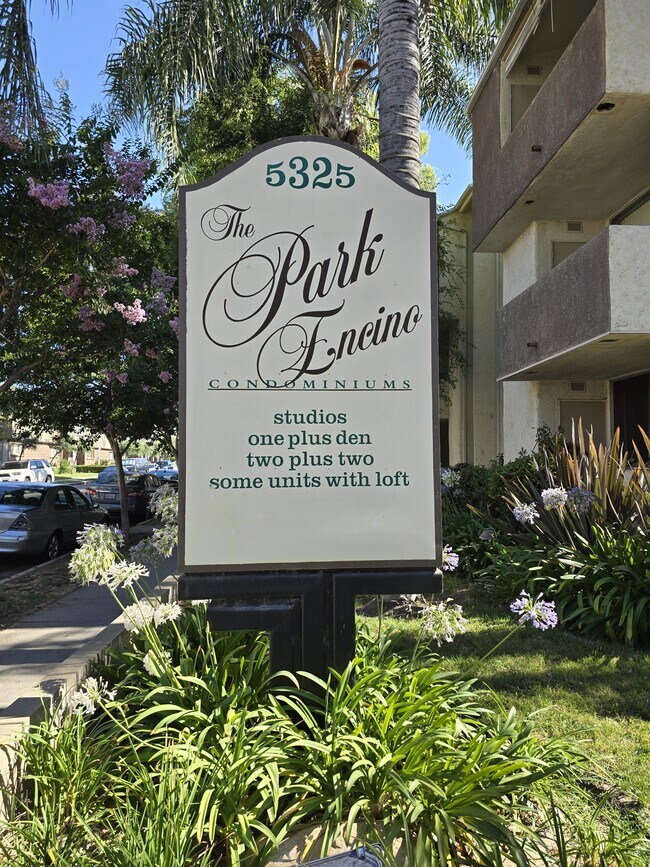 5325
The
Park
Encino
CONDOMINIUMS
studios
one plus den
two plus two
some units with loft